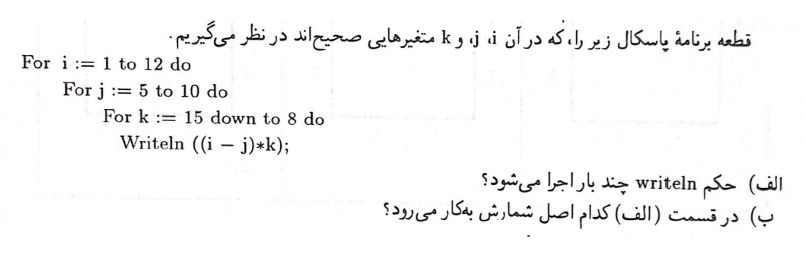 قطعه برنامهٔ پاسکال زیر را، که در آن i، j، و k متغیرهایی صحیح‌اند در نظر می‌گیریم.
For i := 1 to 12 do
For j := 5 to 10 do
For k := 15 down to 8 do
Writeln ((i − j)*k);
الف) حکم writeln چند بار اجرا می‌شود؟
ب) در قسمت (الف) کدام اصل شمارش به‌کار می‌رود؟